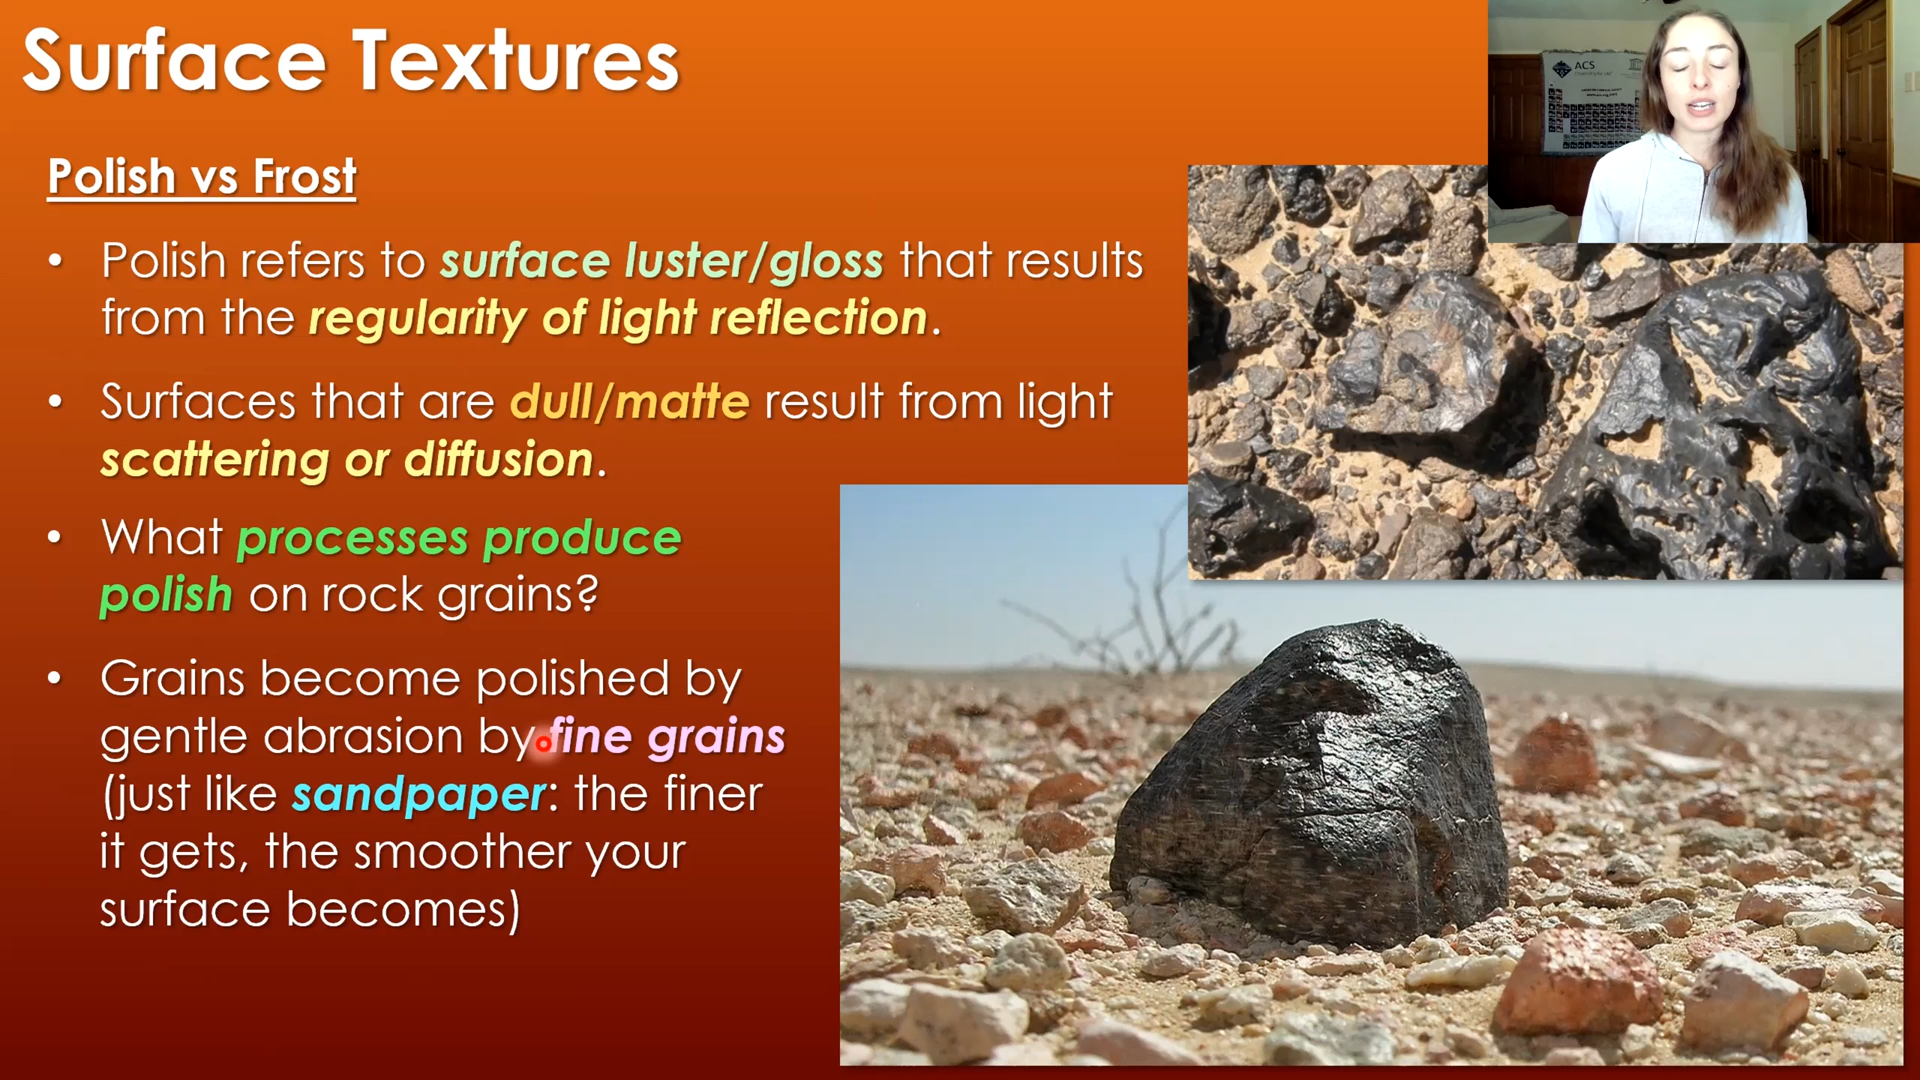 Surface Textures
Polish vs Frost
• Polish refers to surface luster/gloss that results
from the regularity of light reflection.
• Surfaces that are dull/matte result from light
scattering or diffusion.
• What processes produce
polish on rock grains?
• Grains become polished by
gentle abrasion by fine grains
(just like sandpaper: the finer
it gets, the smoother your
surface becomes)
ACS